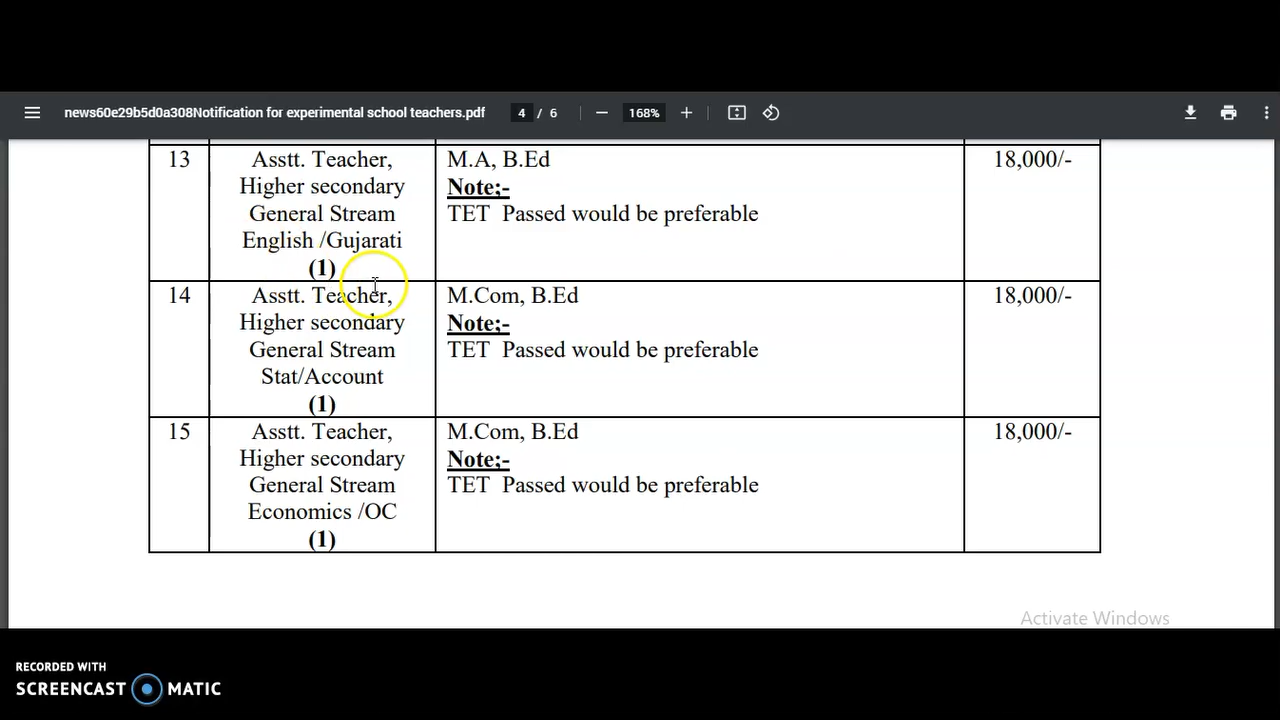 news60e29b5d0a308Notification for experimental school teachers.pdf 4 / 6 168%
13 Asstt. Teacher, M.A, B.Ed 18,000/-
Higher secondary Note;-
General Stream TET Passed would be preferable
English /Gujarati
(1)
14 Asstt. Teacher, M.Com, B.Ed 18,000/-
Higher secondary Note;-
General Stream TET Passed would be preferable
Stat/Account
(1)
15 Asstt. Teacher, M.Com, B.Ed 18,000/-
Higher secondary Note;-
General Stream TET Passed would be preferable
Economics /OC
(1)
Activate Windows
RECORDED WITH
SCREENCAST MATIC